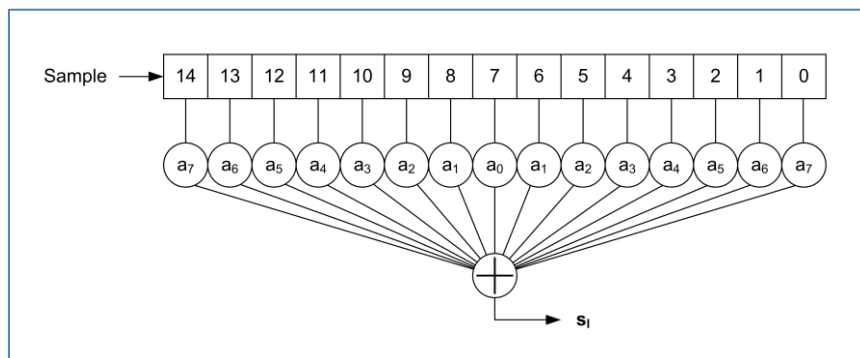 Sample 14 13 12 11 10 9 8 7 6 5 4 3 2 1 0
a₇ a₆ a₅ a₄ a₃ a₂ a₁ a₀ a₁ a₂ a₃ a₄ a₅ a₆ a₇
+
sₗ